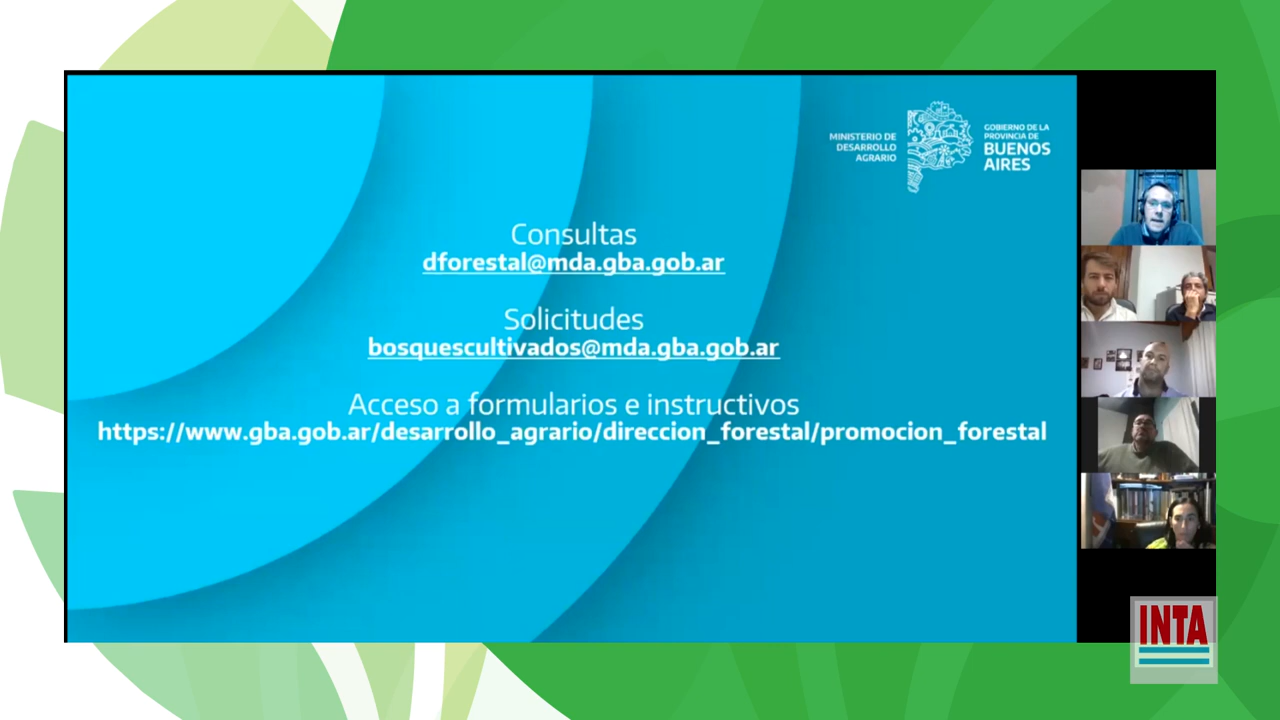 MINISTERIO DE
DESARROLLO
AGRARIO
GOBIERNO DE LA
PROVINCIA DE
BUENOS
AIRES
Consultas
dforestal@mda.gba.gob.ar
Solicitudes
bosquescultivados@mda.gba.gob.ar
Acceso a formularios e instructivos
https://www.gba.gob.ar/desarrollo_agrario/direccion_forestal/promocion_forestal
INTA